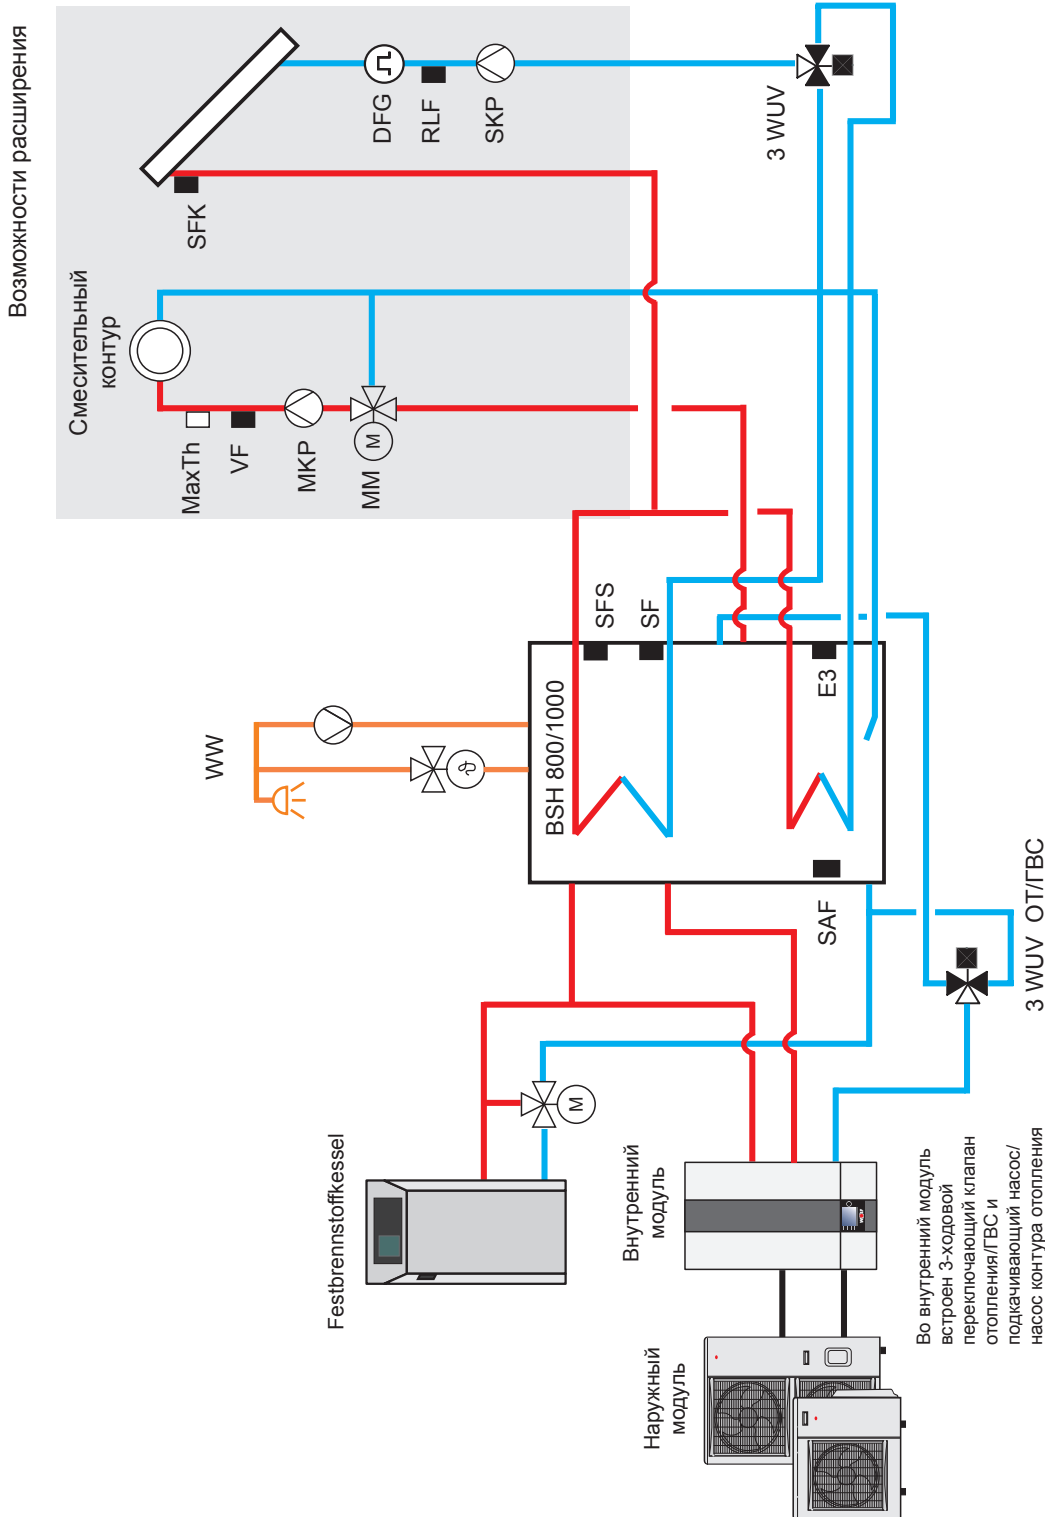 Возможности расширения
Смесительный
контур
MaxTh
VF
MKP
MM
M
SFK
DFG
RLF
SKP
3 WUV
WW
BSH 800/1000
SFS
SF
E3
SAF
3 WUV ОТ/ГВС
M
Festbrennstoffkessel
Внутренний
модуль
Наружный
модуль
Во внутренний модуль
встроен 3-ходовой
переключающий клапан
отопления/ГВС и
подкачивающий насос/
насос контура отопления
ϑ